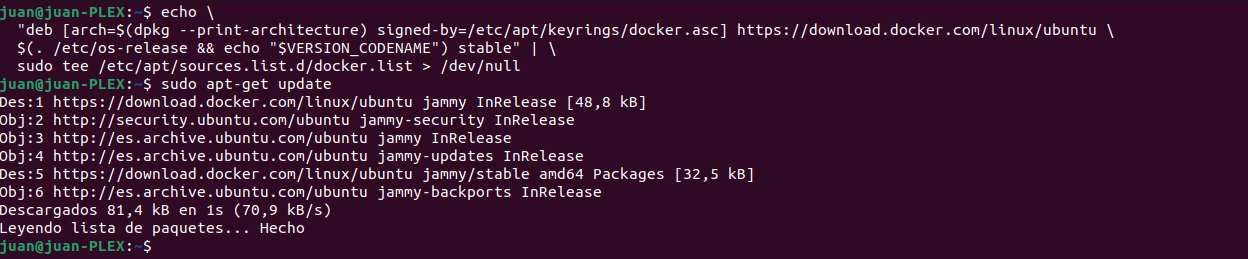 juan@juan-PLEX:~$ echo \
  "deb [arch=$(dpkg --print-architecture) signed-by=/etc/apt/keyrings/docker.asc] https://download.docker.com/linux/ubuntu \
  $(. /etc/os-release && echo "$VERSION_CODENAME") stable" | \
  sudo tee /etc/apt/sources.list.d/docker.list > /dev/null
juan@juan-PLEX:~$ sudo apt-get update
Des:1 https://download.docker.com/linux/ubuntu jammy InRelease [48,8 kB]
Obj:2 http://security.ubuntu.com/ubuntu jammy-security InRelease
Obj:3 http://es.archive.ubuntu.com/ubuntu jammy InRelease
Obj:4 http://es.archive.ubuntu.com/ubuntu jammy-updates InRelease
Des:5 https://download.docker.com/linux/ubuntu jammy/stable amd64 Packages [32,5 kB]
Obj:6 http://es.archive.ubuntu.com/ubuntu jammy-backports InRelease
Descargados 81,4 kB en 1s (70,9 kB/s)
Leyendo lista de paquetes... Hecho
juan@juan-PLEX:~$